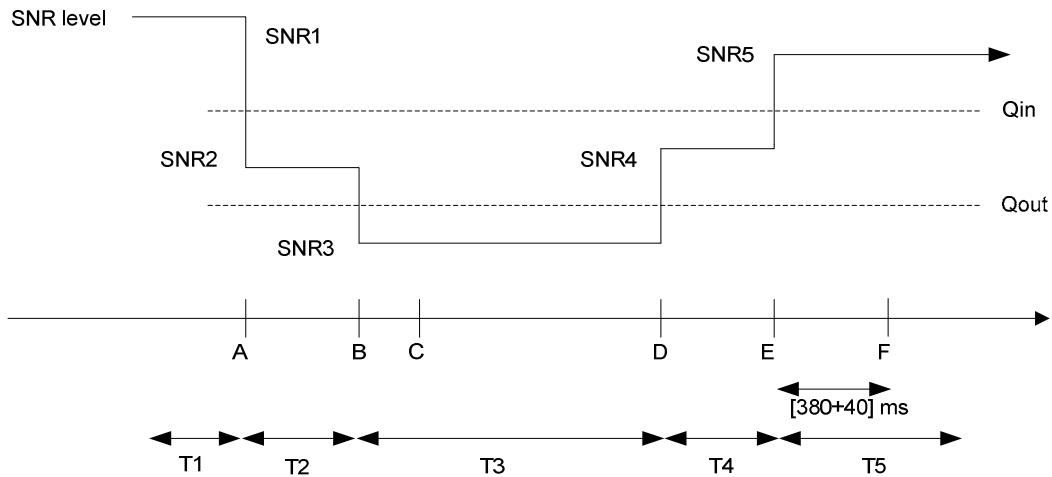 SNR level
SNR1
SNR5
Qin
SNR2
SNR4
Qout
SNR3
A
B
C
D
E
F
[380+40] ms
T1
T2
T3
T4
T5